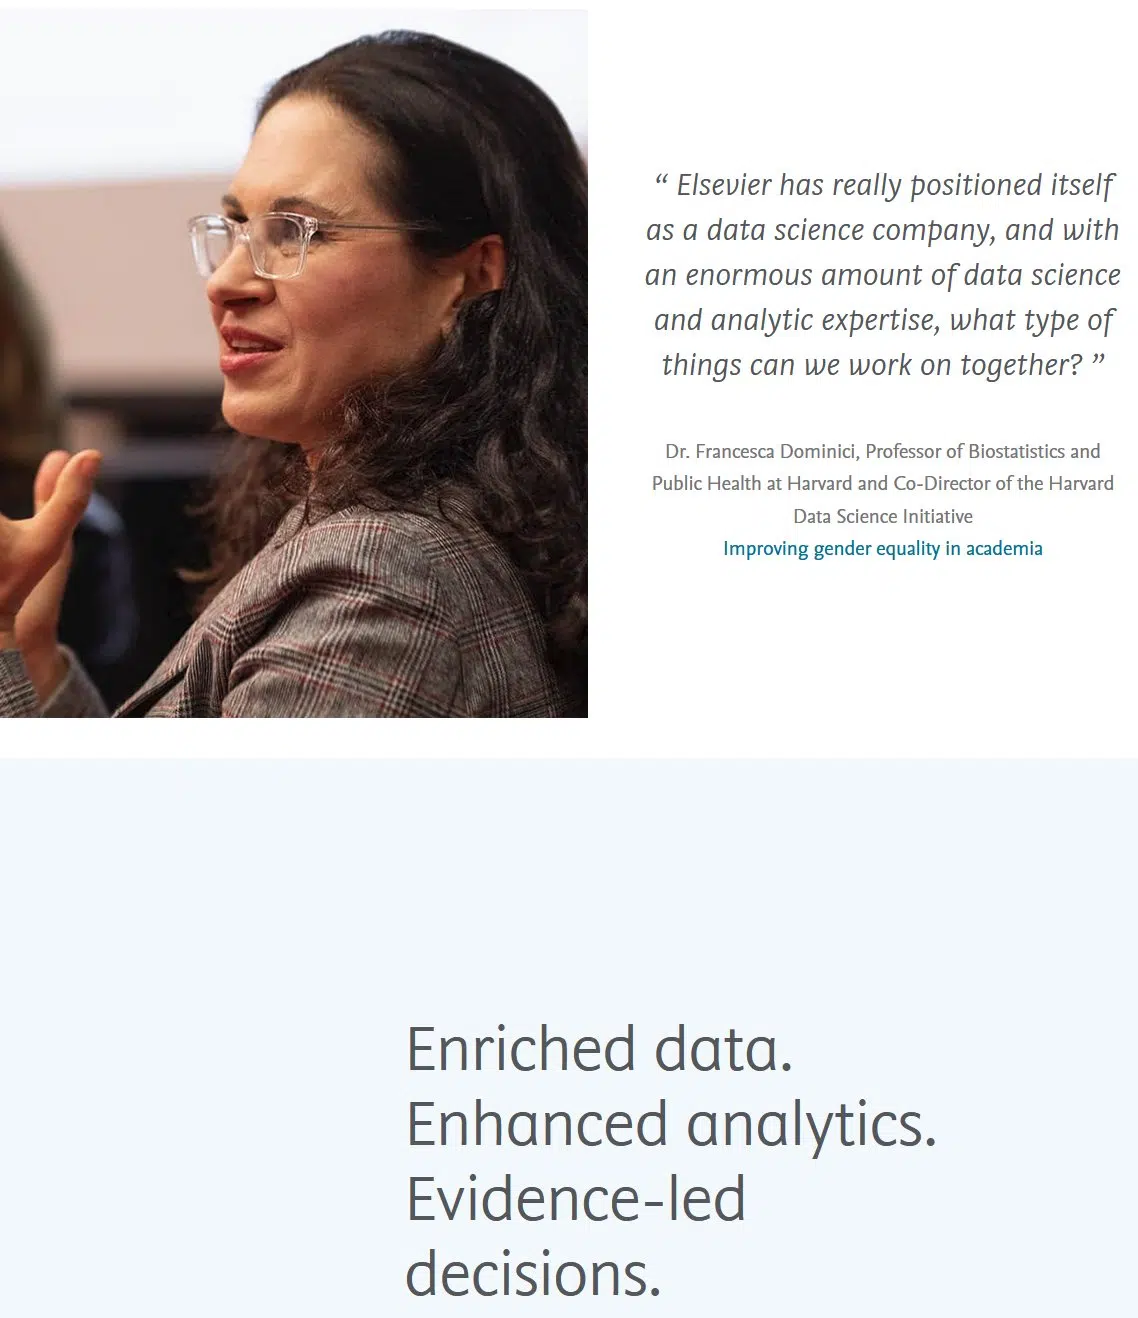 “ Elsevier has really positioned itself
as a data science company, and with
an enormous amount of data science
and analytic expertise, what type of
things can we work on together? ”
Dr. Francesca Dominici, Professor of Biostatistics and
Public Health at Harvard and Co-Director of the Harvard
Data Science Initiative
Improving gender equality in academia
Enriched data.
Enhanced analytics.
Evidence-led
decisions.